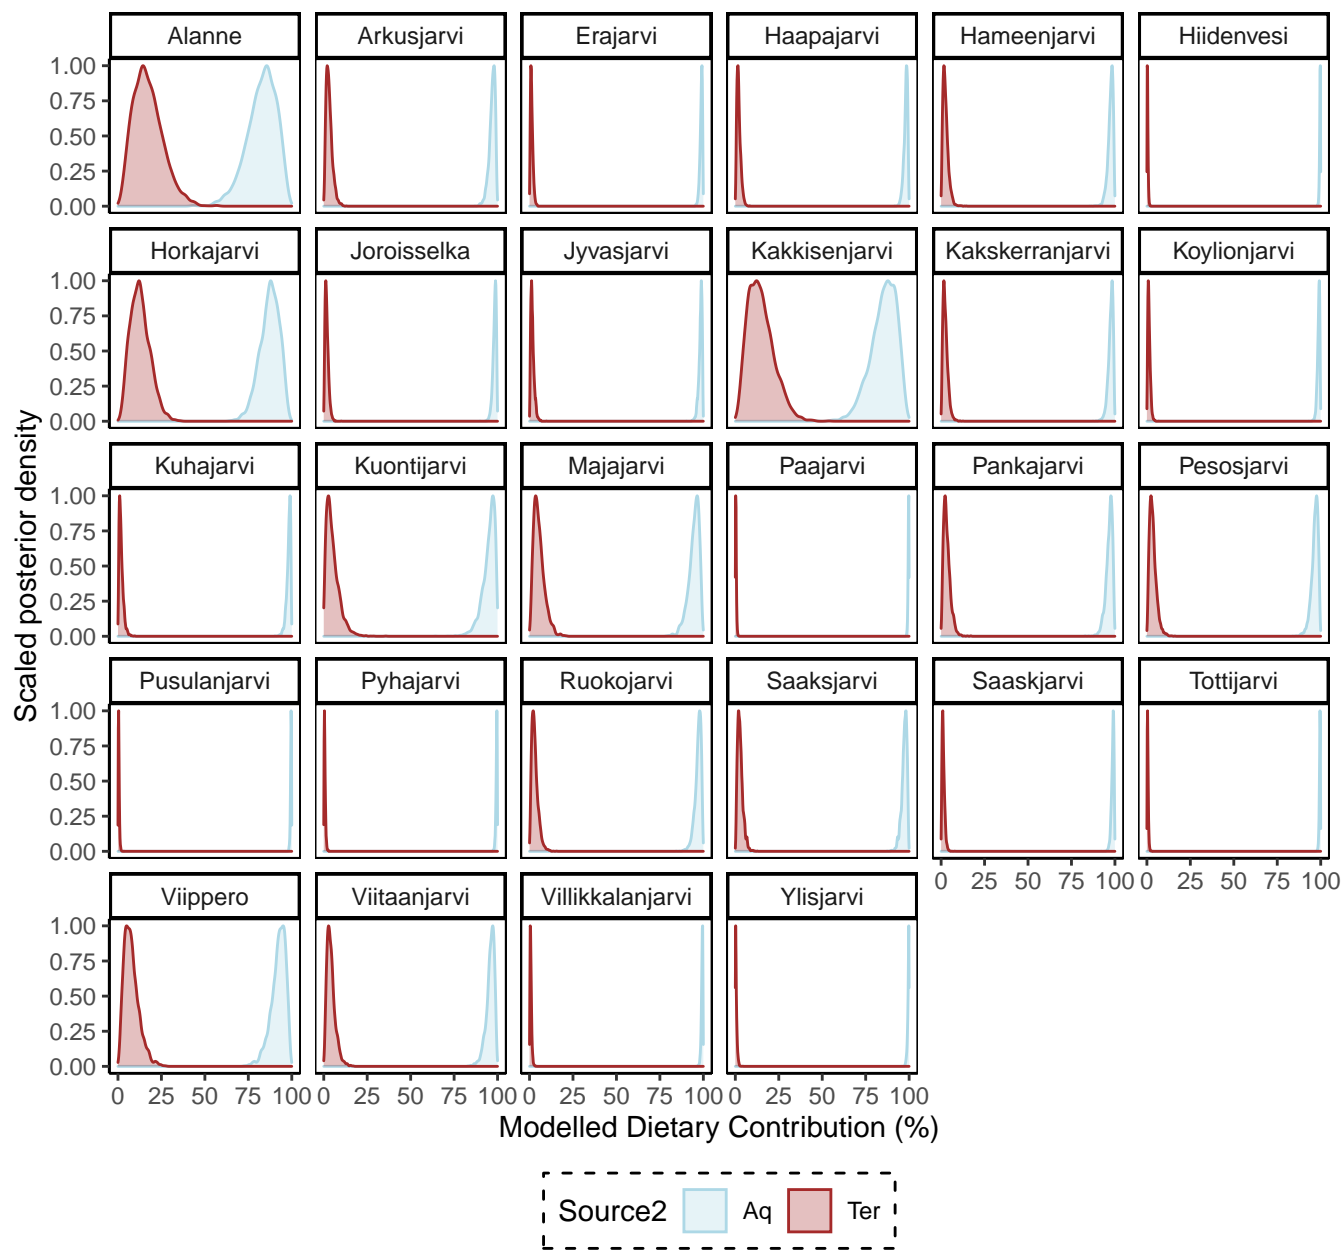 Alanne Arkusjarvi Erajarvi Haapajarvi Hameenjarvi Hiidenvesi
1.00
0.75
0.50
0.25
0.00
Horkajarvi Joroisselka Jyvasjarvi Kakkisenjarvi Kakskerranjarvi Koylionjarvi
1.00
0.75
0.50
0.25
0.00
Kuhajarvi Kuontijarvi Majajarvi Paajarvi Pankajarvi Pesosjarvi
1.00
0.75
0.50
0.25
0.00
Scaled posterior density
Pusulanjarvi Pyhajarvi Ruokojarvi Saaksjarvi Saaskjarvi Tottijarvi
1.00
0.75
0.50
0.25
0.00
0 25 50 75 100 0 25 50 75 100
Viippero Viitaanjarvi Villikkalanjarvi Ylisjarvi
1.00
0.75
0.50
0.25
0.00
0 25 50 75 100 0 25 50 75 100 0 25 50 75 100 0 25 50 75 100
Modelled Dietary Contribution (%)
Source2 Aq Ter